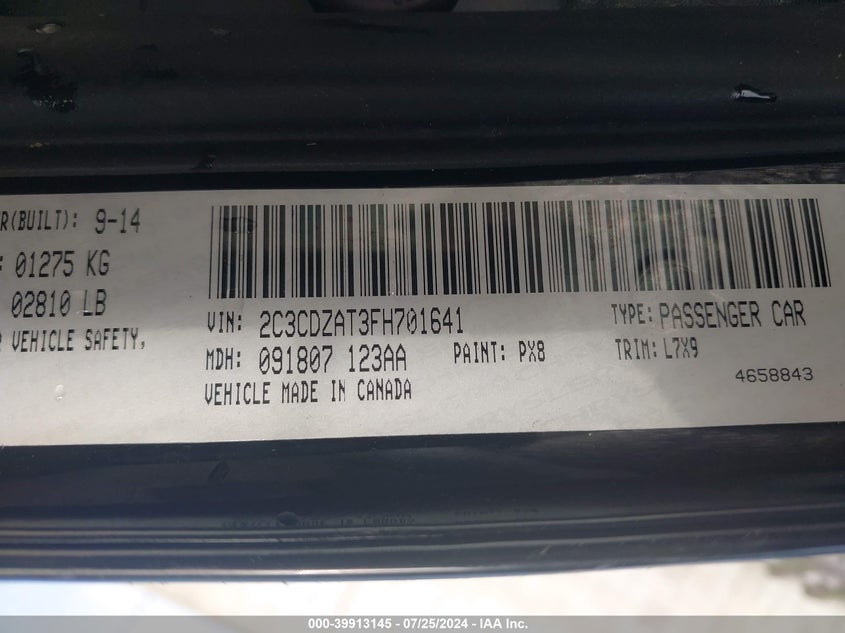 R(BUILT): 9-14
: 01275 KG
02810 LB
VEHICLE SAFETY,
VIN: 2C3CDZAT3FH701641
TYPE: PASSENGER CAR
MDH: 091807 123AA
PAINT: PX8
TRIM: L7X9
VEHICLE MADE IN CANADA
4658843
000-39913145 - 07/25/2024 - IAA Inc.